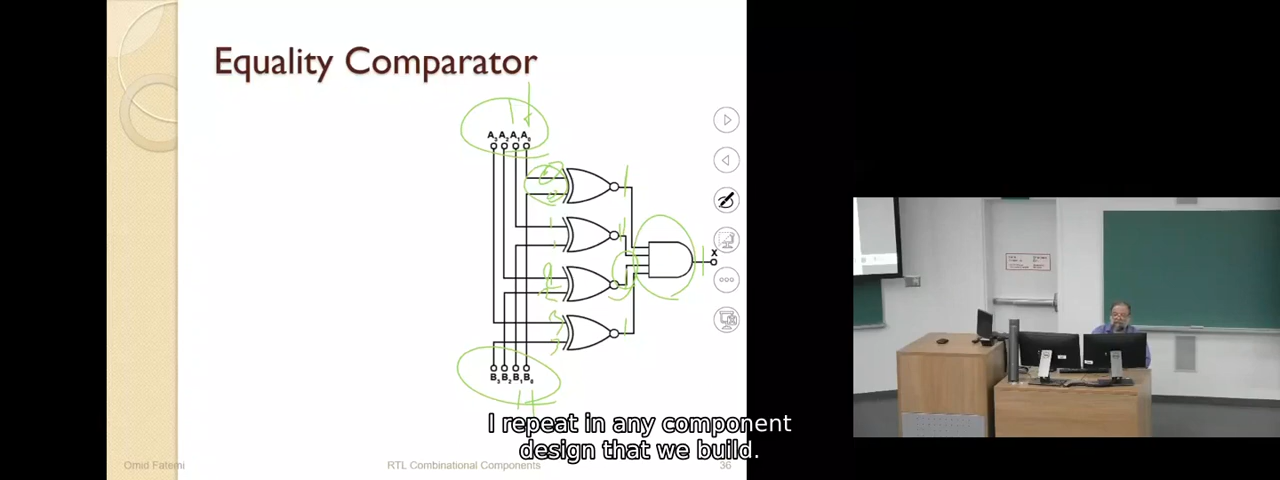 Equality Comparator
A3 A2 A1 A0
X
B3 B2 B1 B0
I repeat in any component
design that we build.
Omid Fatemi
RTL Combinational Components
36